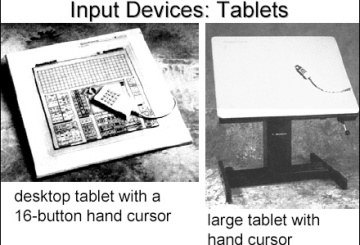 Input Devices: Tablets
desktop tablet with a
16-button hand cursor
large tablet with
hand cursor